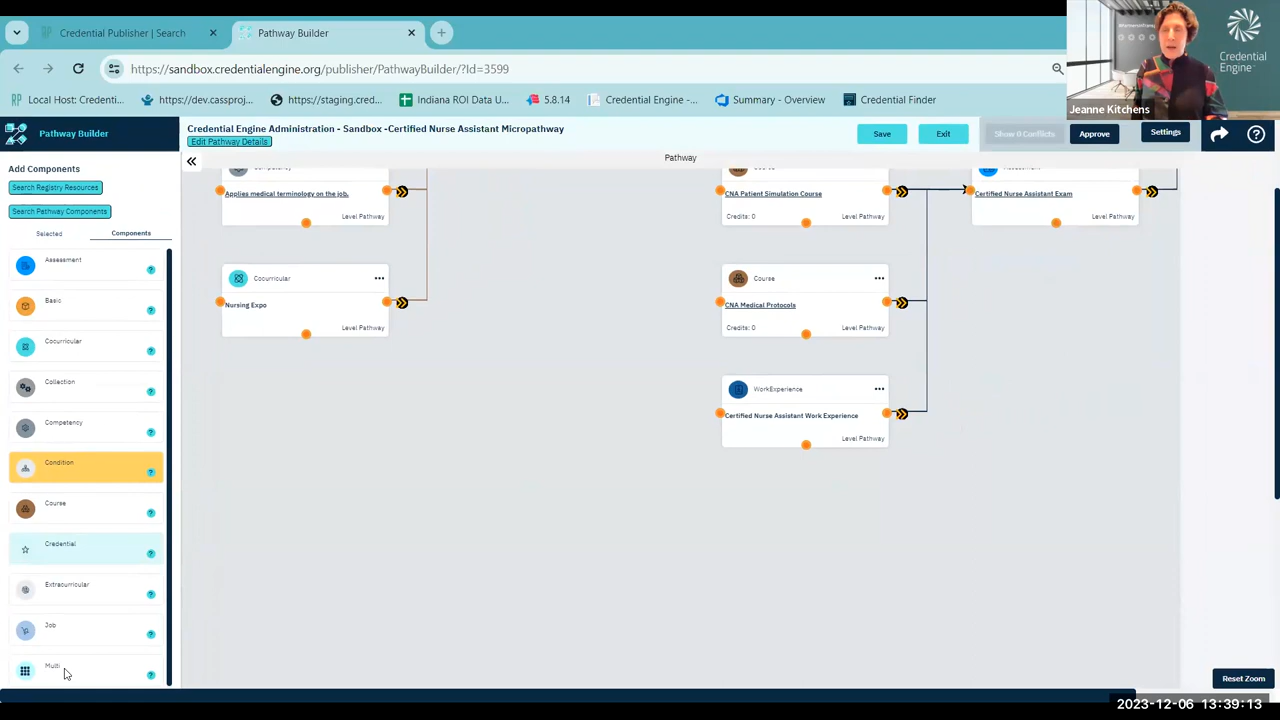 Credential Publisher | Search
Pathway Builder
https://sandbox.credentialengine.org/publisher/PathwayBuilder/?Id=3599
Local Host: Credenti...
https://dev.cassproj...
https://staging.cred...
Indiana ROI Data U...
5.8.14
Credential Engine -...
Summary - Overview
Credential Finder
Credential
Engine
Jeanne Kitchens
Pathway Builder
Credential Engine Administration - Sandbox -Certified Nurse Assistant Micropathway
Edit Pathway Details
Save
Exit
Show 0 Conflicts
Approve
Settings
Add Components
Search Registry Resources
Search Pathway Components
Selected
Components
Assessment
Basic
Cocurricular
Collection
Competency
Condition
Course
Credential
Extracurricular
Job
Multi
Pathway
Competency
Applies medical terminology on the job.
Level Pathway
Cocurricular
Nursing Expo
Level Pathway
Course
CNA Patient Simulation Course
Credits: 0
Level Pathway
Course
CNA Medical Protocols
Credits: 0
Level Pathway
WorkExperience
Certified Nurse Assistant Work Experience
Level Pathway
Assessment
Certified Nurse Assistant Exam
Level Pathway
Reset Zoom
2023-12-06 13:39:13